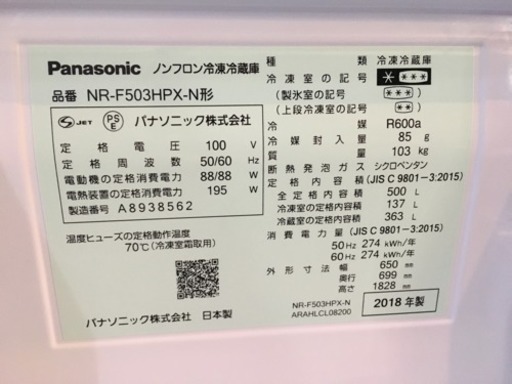 Panasonic ノンフロン冷凍冷蔵庫
品番 NR-F503HPX-N形
S JET PS E パナソニック株式会社
定格電圧 100 V
定格周波数 50/60 Hz
電動機の定格消費電力 88/88 W
電熱装置の定格消費電力 195 W
製造番号 A8938562
温度ヒューズの定格動作温度
70℃(冷凍室霜取用)
パナソニック株式会社 日本製
種類 冷凍冷蔵庫
冷凍室の記号 * ***
(製氷室の記号) **
(上段冷凍室の記号) **
冷媒 R600a
冷媒封入量 85 g
質量 103 kg
断熱発泡ガス シクロペンタン
定格内容積 (JIS C 9801−3:2015)
全定格内容積 500 L
冷凍室の定格内容積 137 L
冷蔵室の定格内容積 363 L
消費電力量 (JIS C 9801−3:2015)
50Hz 274 kWh/年
60Hz 274 kWh/年
外形寸法 幅 650 mm
奥行 699 mm
高さ 1828 mm
NR-F503HPX-N
ARAHLCL08200
2018年製